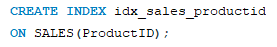 CREATE INDEX idx_sales_productid
ON SALES(ProductID);